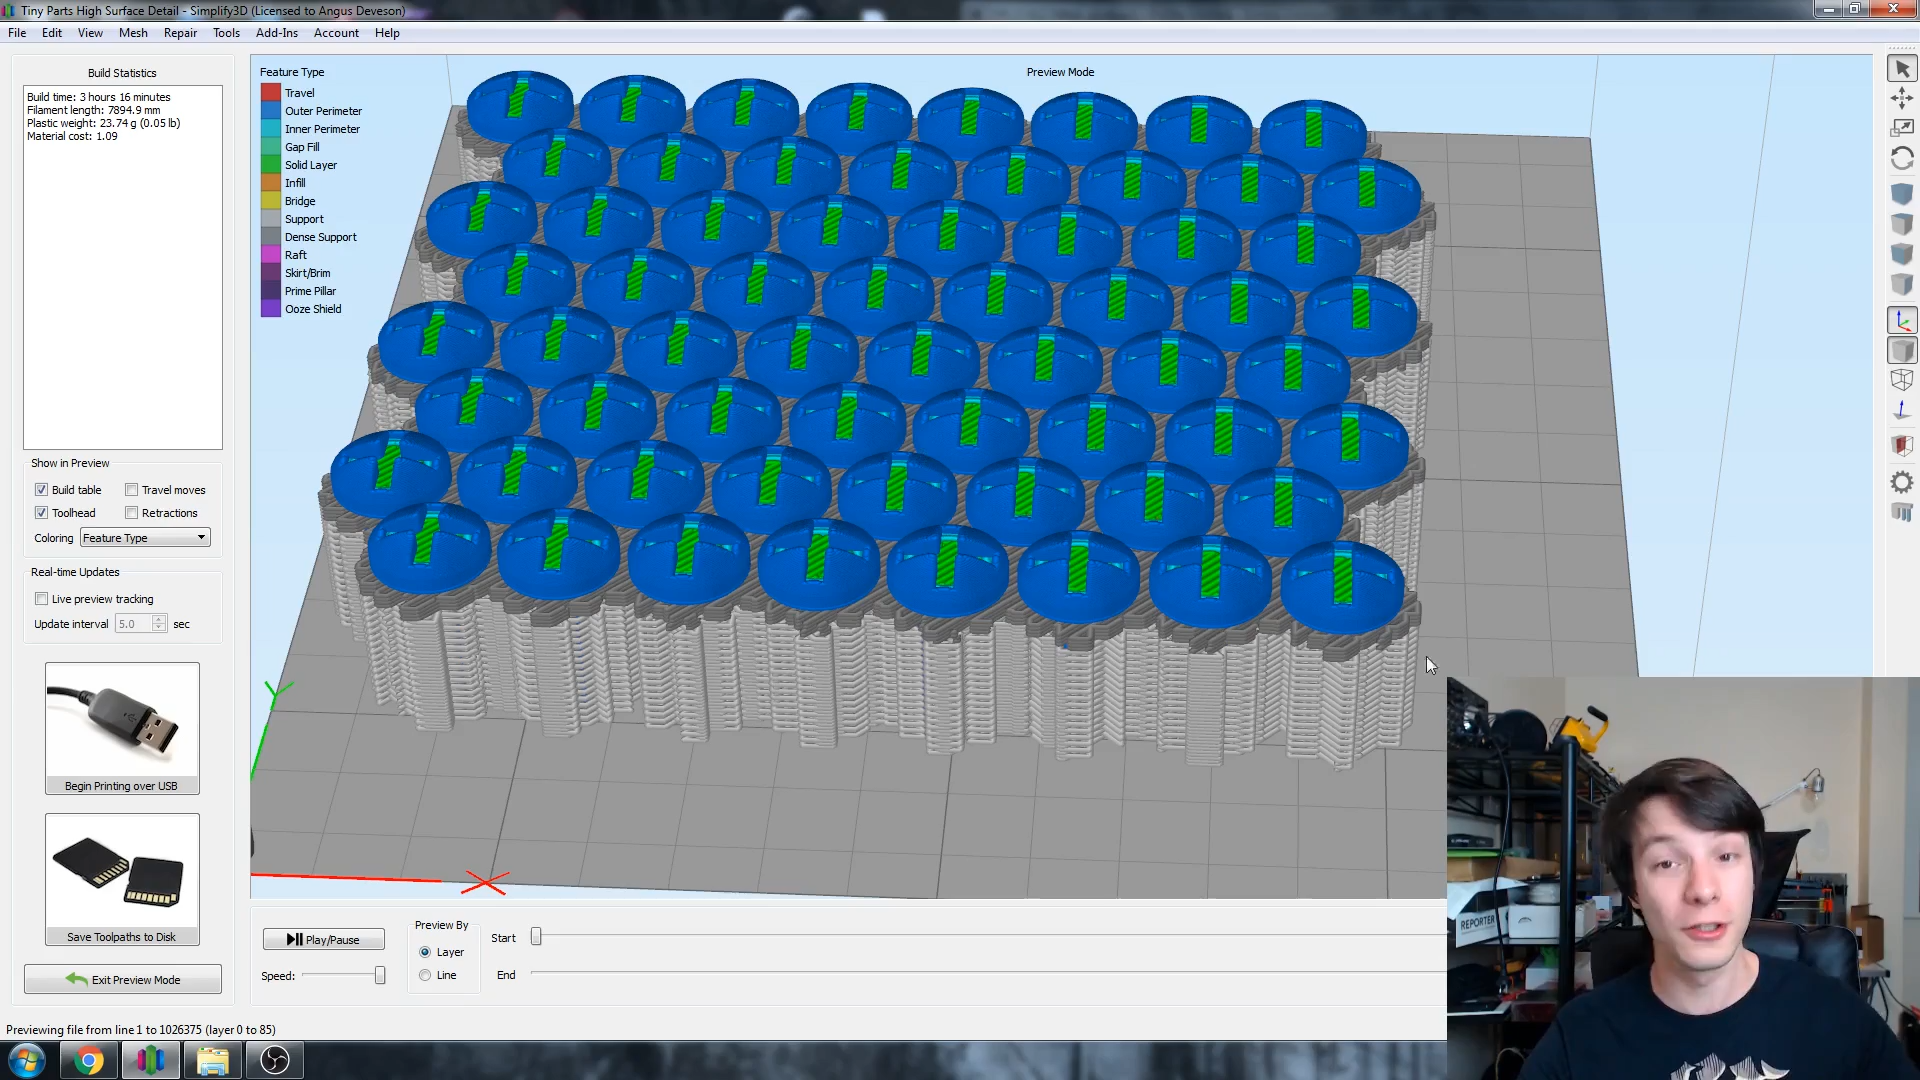 Tiny Parts High Surface Detail - Simplify3D (Licensed to Angus Deveson)
File Edit View Mesh Repair Tools Add-Ins Account Help
Build Statistics
Build time: 3 hours 16 minutes
Filament length: 7894.9 mm
Plastic weight: 23.74 g (0.05 lb)
Material cost: 1.09
Feature Type
Travel
Outer Perimeter
Inner Perimeter
Gap Fill
Solid Layer
Infill
Bridge
Support
Dense Support
Raft
Skirt/Brim
Prime Pillar
Ooze Shield
Preview Mode
Show in Preview
Build table Travel moves
Toolhead Retractions
Coloring Feature Type
Real-time Updates
Live preview tracking
Update interval 5.0 sec
Begin Printing over USB
Save Toolpaths to Disk
Exit Preview Mode
Play/Pause
Speed:
Preview By
Layer
Line
Start
End
REPORTER
Previewing file from line 1 to 1026375 (layer 0 to 85)